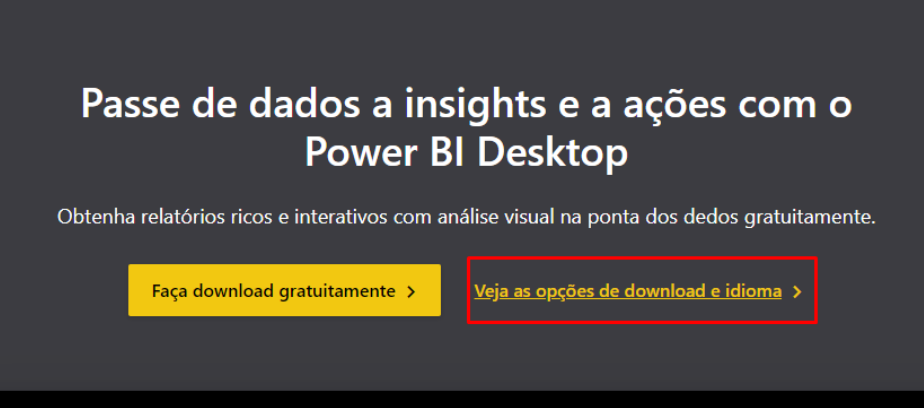 Passe de dados a insights e a ações com o
Power BI Desktop
Obtenha relatórios ricos e interativos com análise visual na ponta dos dedos gratuitamente.
Faça download gratuitamente >
Veja as opções de download e idioma >